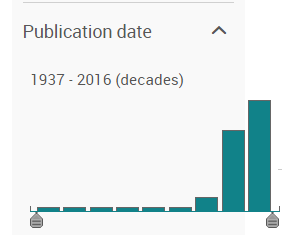 Publication date
1937 - 2016 (decades)